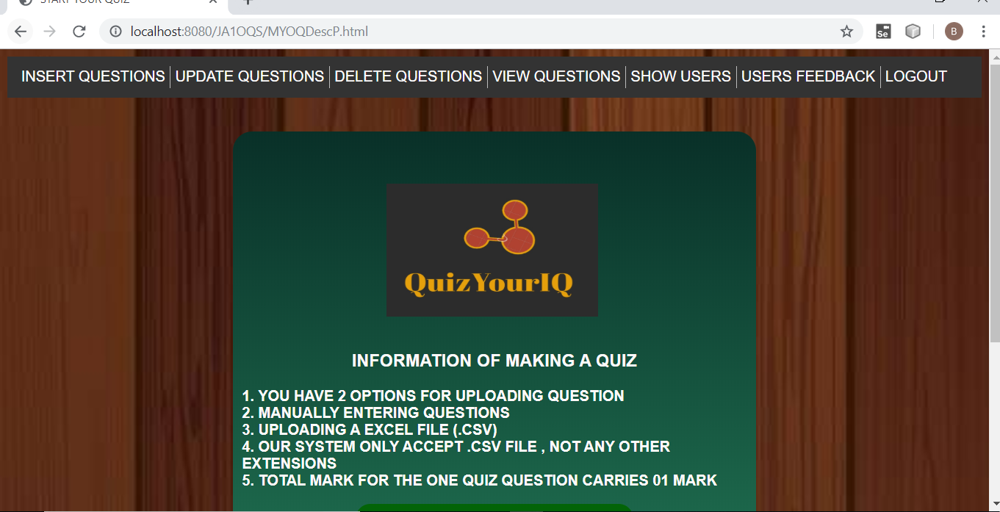 START YOUR QUIZ
localhost:8080/JA1OQS/MYOQDescP.html
Se
B
INSERT QUESTIONS UPDATE QUESTIONS DELETE QUESTIONS VIEW QUESTIONS SHOW USERS USERS FEEDBACK LOGOUT
QuizYourIQ
INFORMATION OF MAKING A QUIZ
1. YOU HAVE 2 OPTIONS FOR UPLOADING QUESTION
2. MANUALLY ENTERING QUESTIONS
3. UPLOADING A EXCEL FILE (.CSV)
4. OUR SYSTEM ONLY ACCEPT .CSV FILE , NOT ANY OTHER
EXTENSIONS
5. TOTAL MARK FOR THE ONE QUIZ QUESTION CARRIES 01 MARK